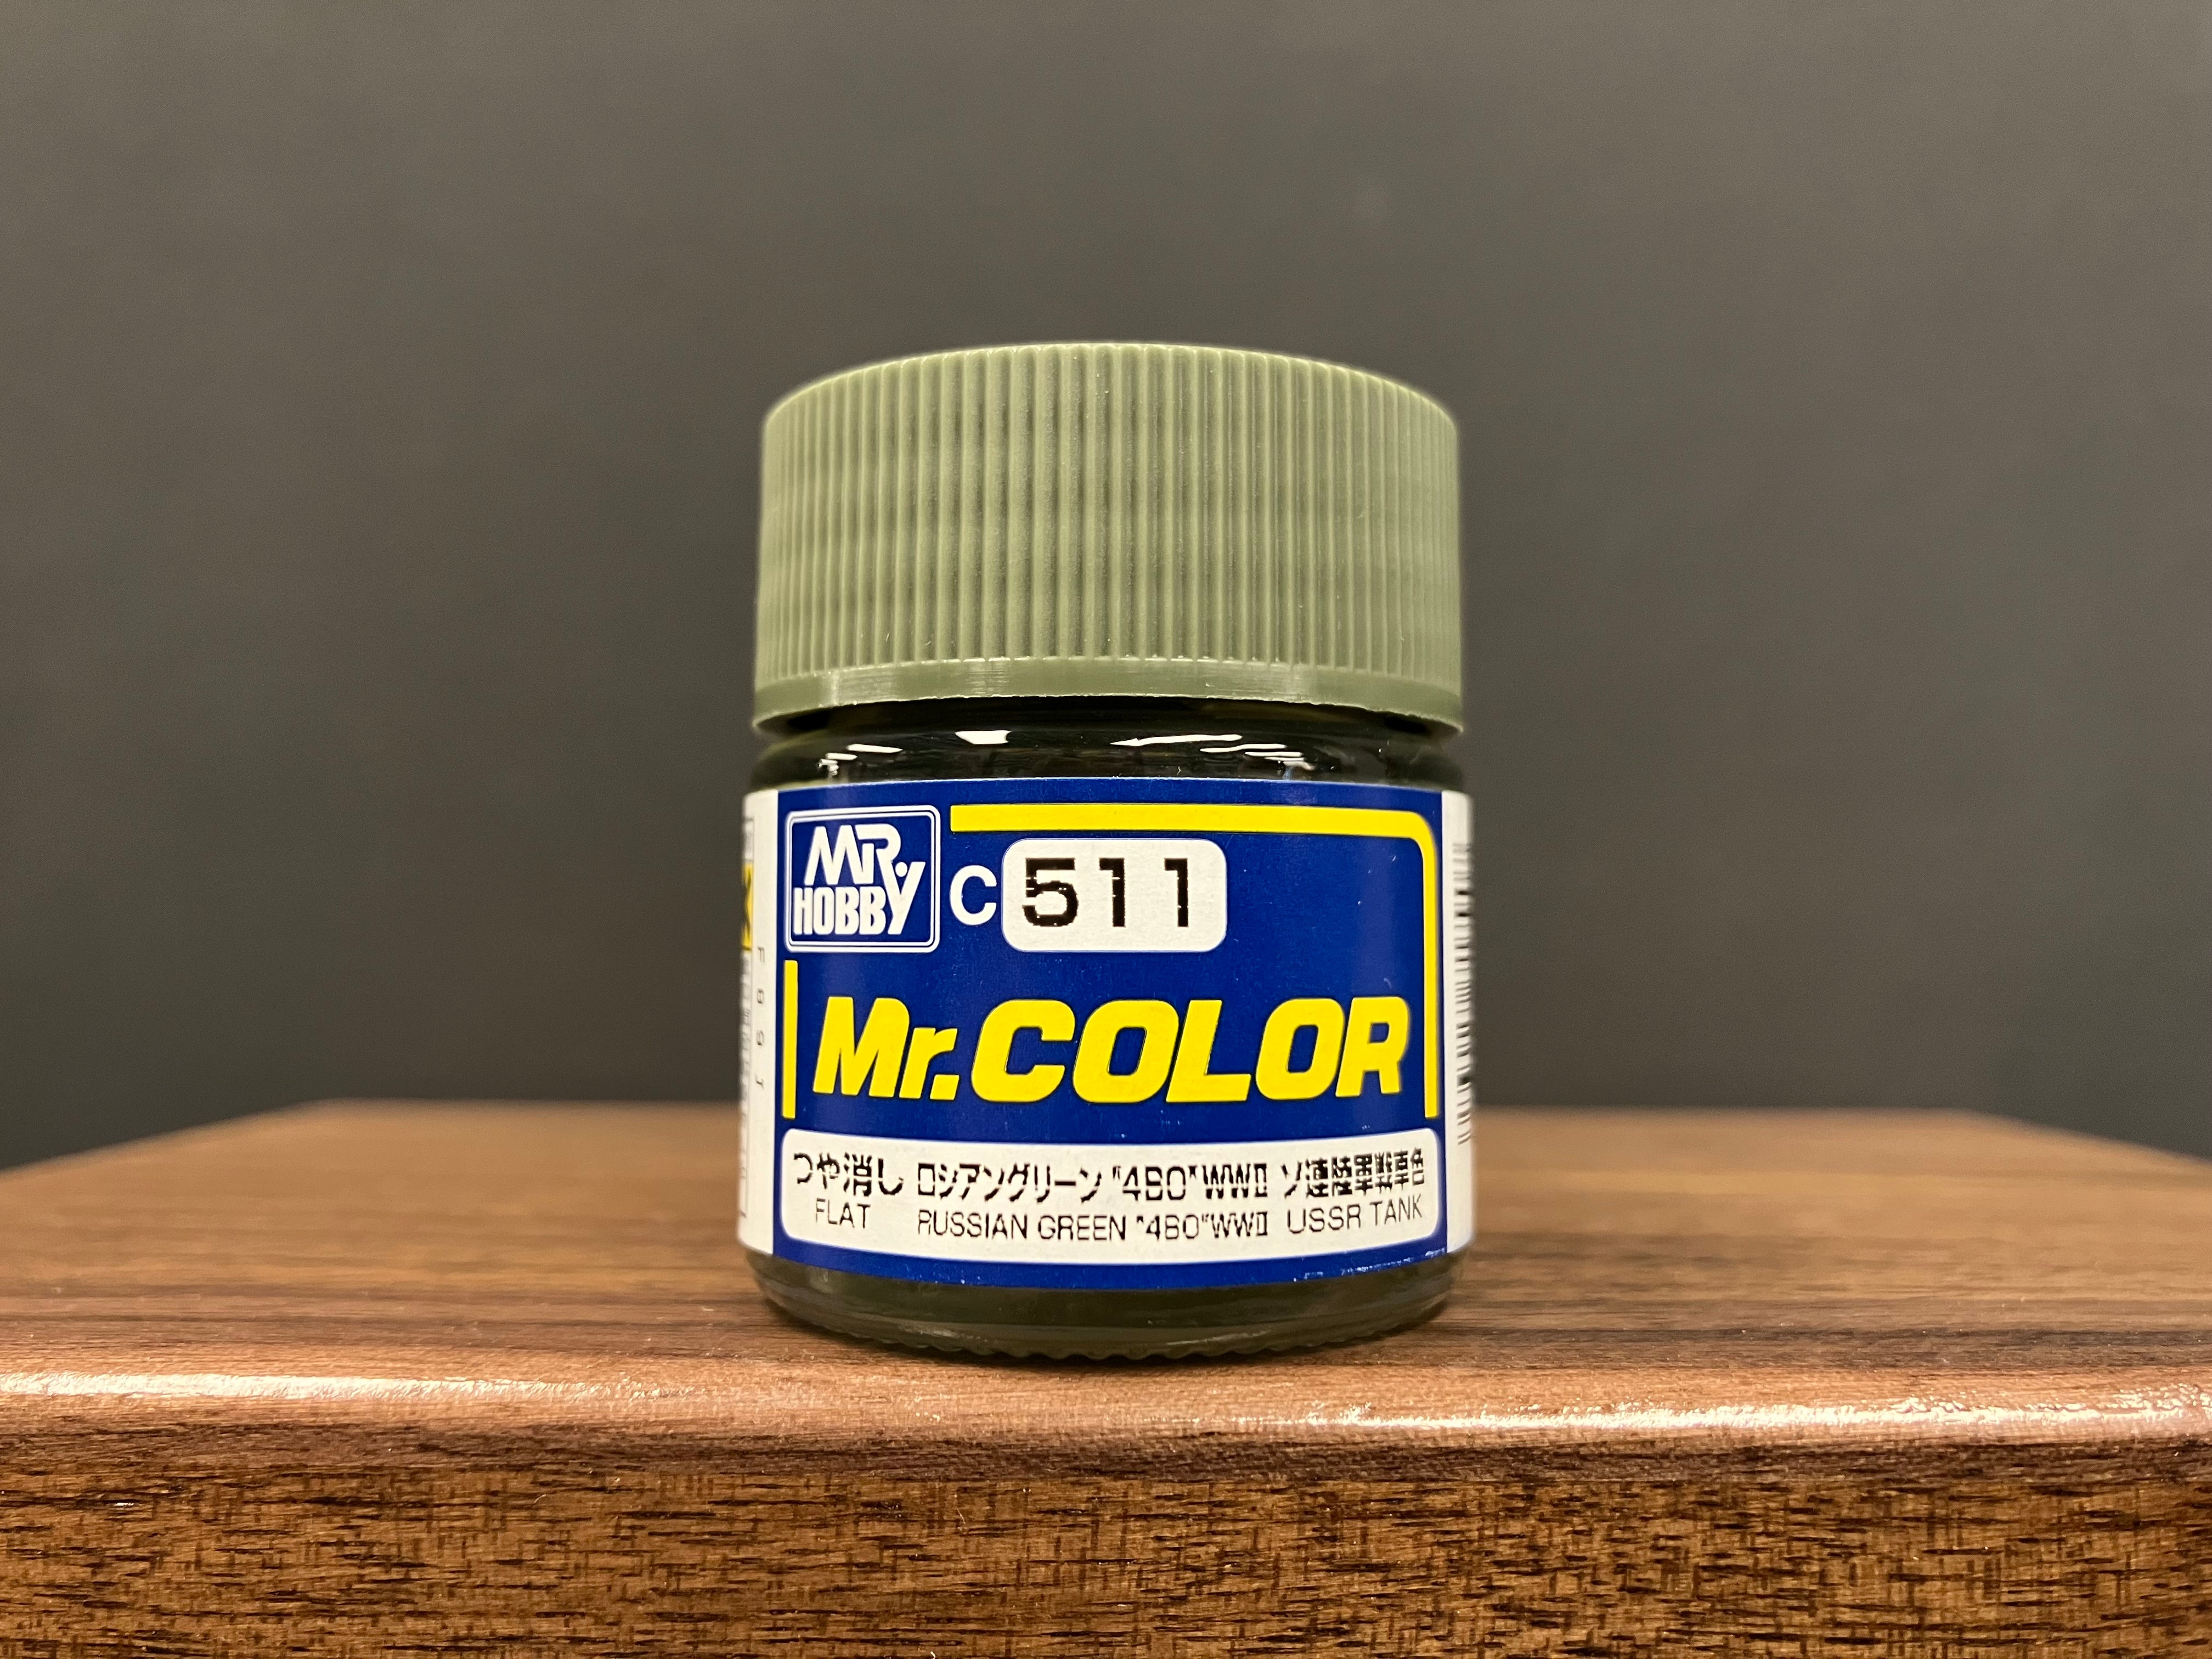 MR. HOBBY
C 511
Mr.COLOR
つや消し ロシアングリーン "4BO" WWⅡ ソ連陸軍戦車色
FLAT RUSSIAN GREEN "4BO" WWⅡ USSR TANK